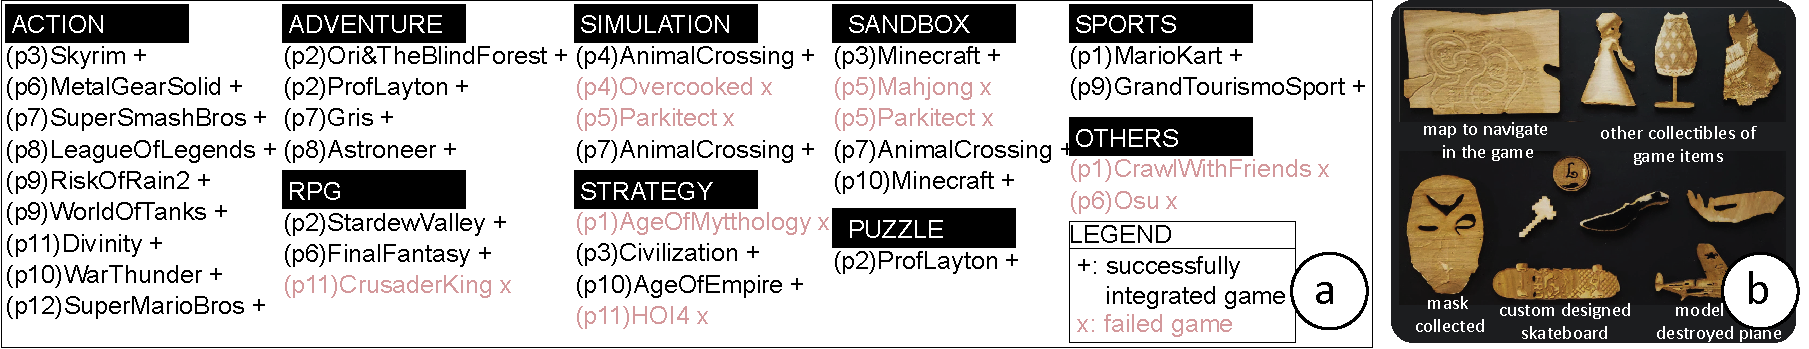 ACTION
(p3)Skyrim +
(p6)MetalGearSolid +
(p7)SuperSmashBros +
(p8)LeagueOfLegends +
(p9)RiskOfRain2 +
(p9)WorldOfTanks +
(p11)Divinity +
(p10)WarThunder +
(p12)SuperMarioBros +
ADVENTURE
(p2)Ori&TheBlindForest +
(p2)ProfLayton +
(p7)Gris +
(p8)Astroneer +
RPG
(p2)StardewValley +
(p6)FinalFantasy +
(p11)CrusaderKing x
SIMULATION
(p4)AnimalCrossing +
(p4)Overcooked x
(p5)Parkitect x
(p7)AnimalCrossing +
STRATEGY
(p1)AgeOfMytthology x
(p3)Civilization +
(p10)AgeOfEmpire +
(p11)HOI4 x
SANDBOX
(p3)Minecraft +
(p5)Mahjong x
(p5)Parkitect x
(p7)AnimalCrossing +
(p10)Minecraft +
PUZZLE
(p2)ProfLayton +
SPORTS
(p1)MarioKart +
(p9)GrandTourismoSport +
OTHERS
(p1)CrawlWithFriends x
(p6)Osu x
LEGEND
+: successfully
integrated game
x: failed game
a
map to navigate
in the game
other collectibles of
game items
L
mask
collected
custom designed
skateboard
model
destroyed plane
b